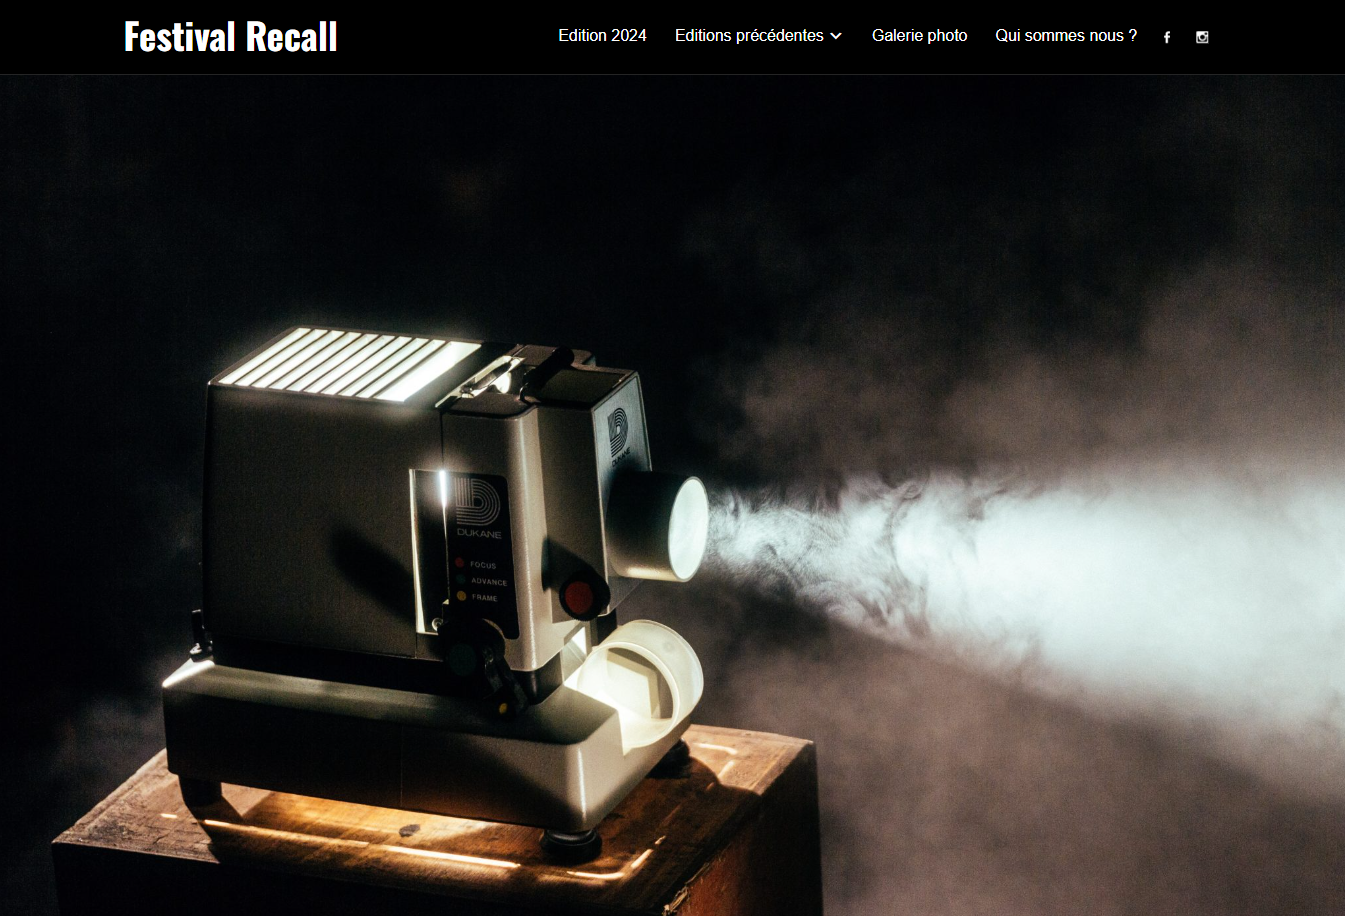 Festival Recall
Edition 2024
Editions précédentes
Galerie photo
Qui sommes nous ?
DUKANE
DUKANE
FOCUS
ADVANCE
FRAME